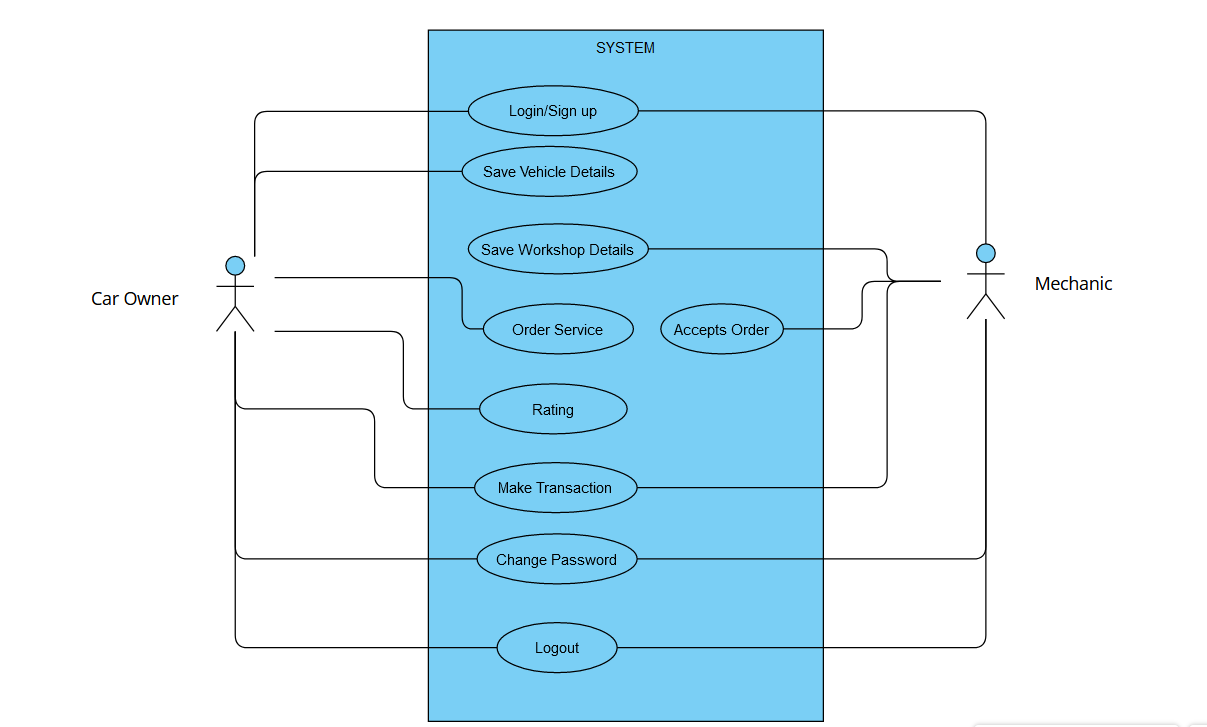 SYSTEM
Login/Sign up
Save Vehicle Details
Save Workshop Details
Car Owner
Mechanic
Order Service
Accepts Order
Rating
Make Transaction
Change Password
Logout